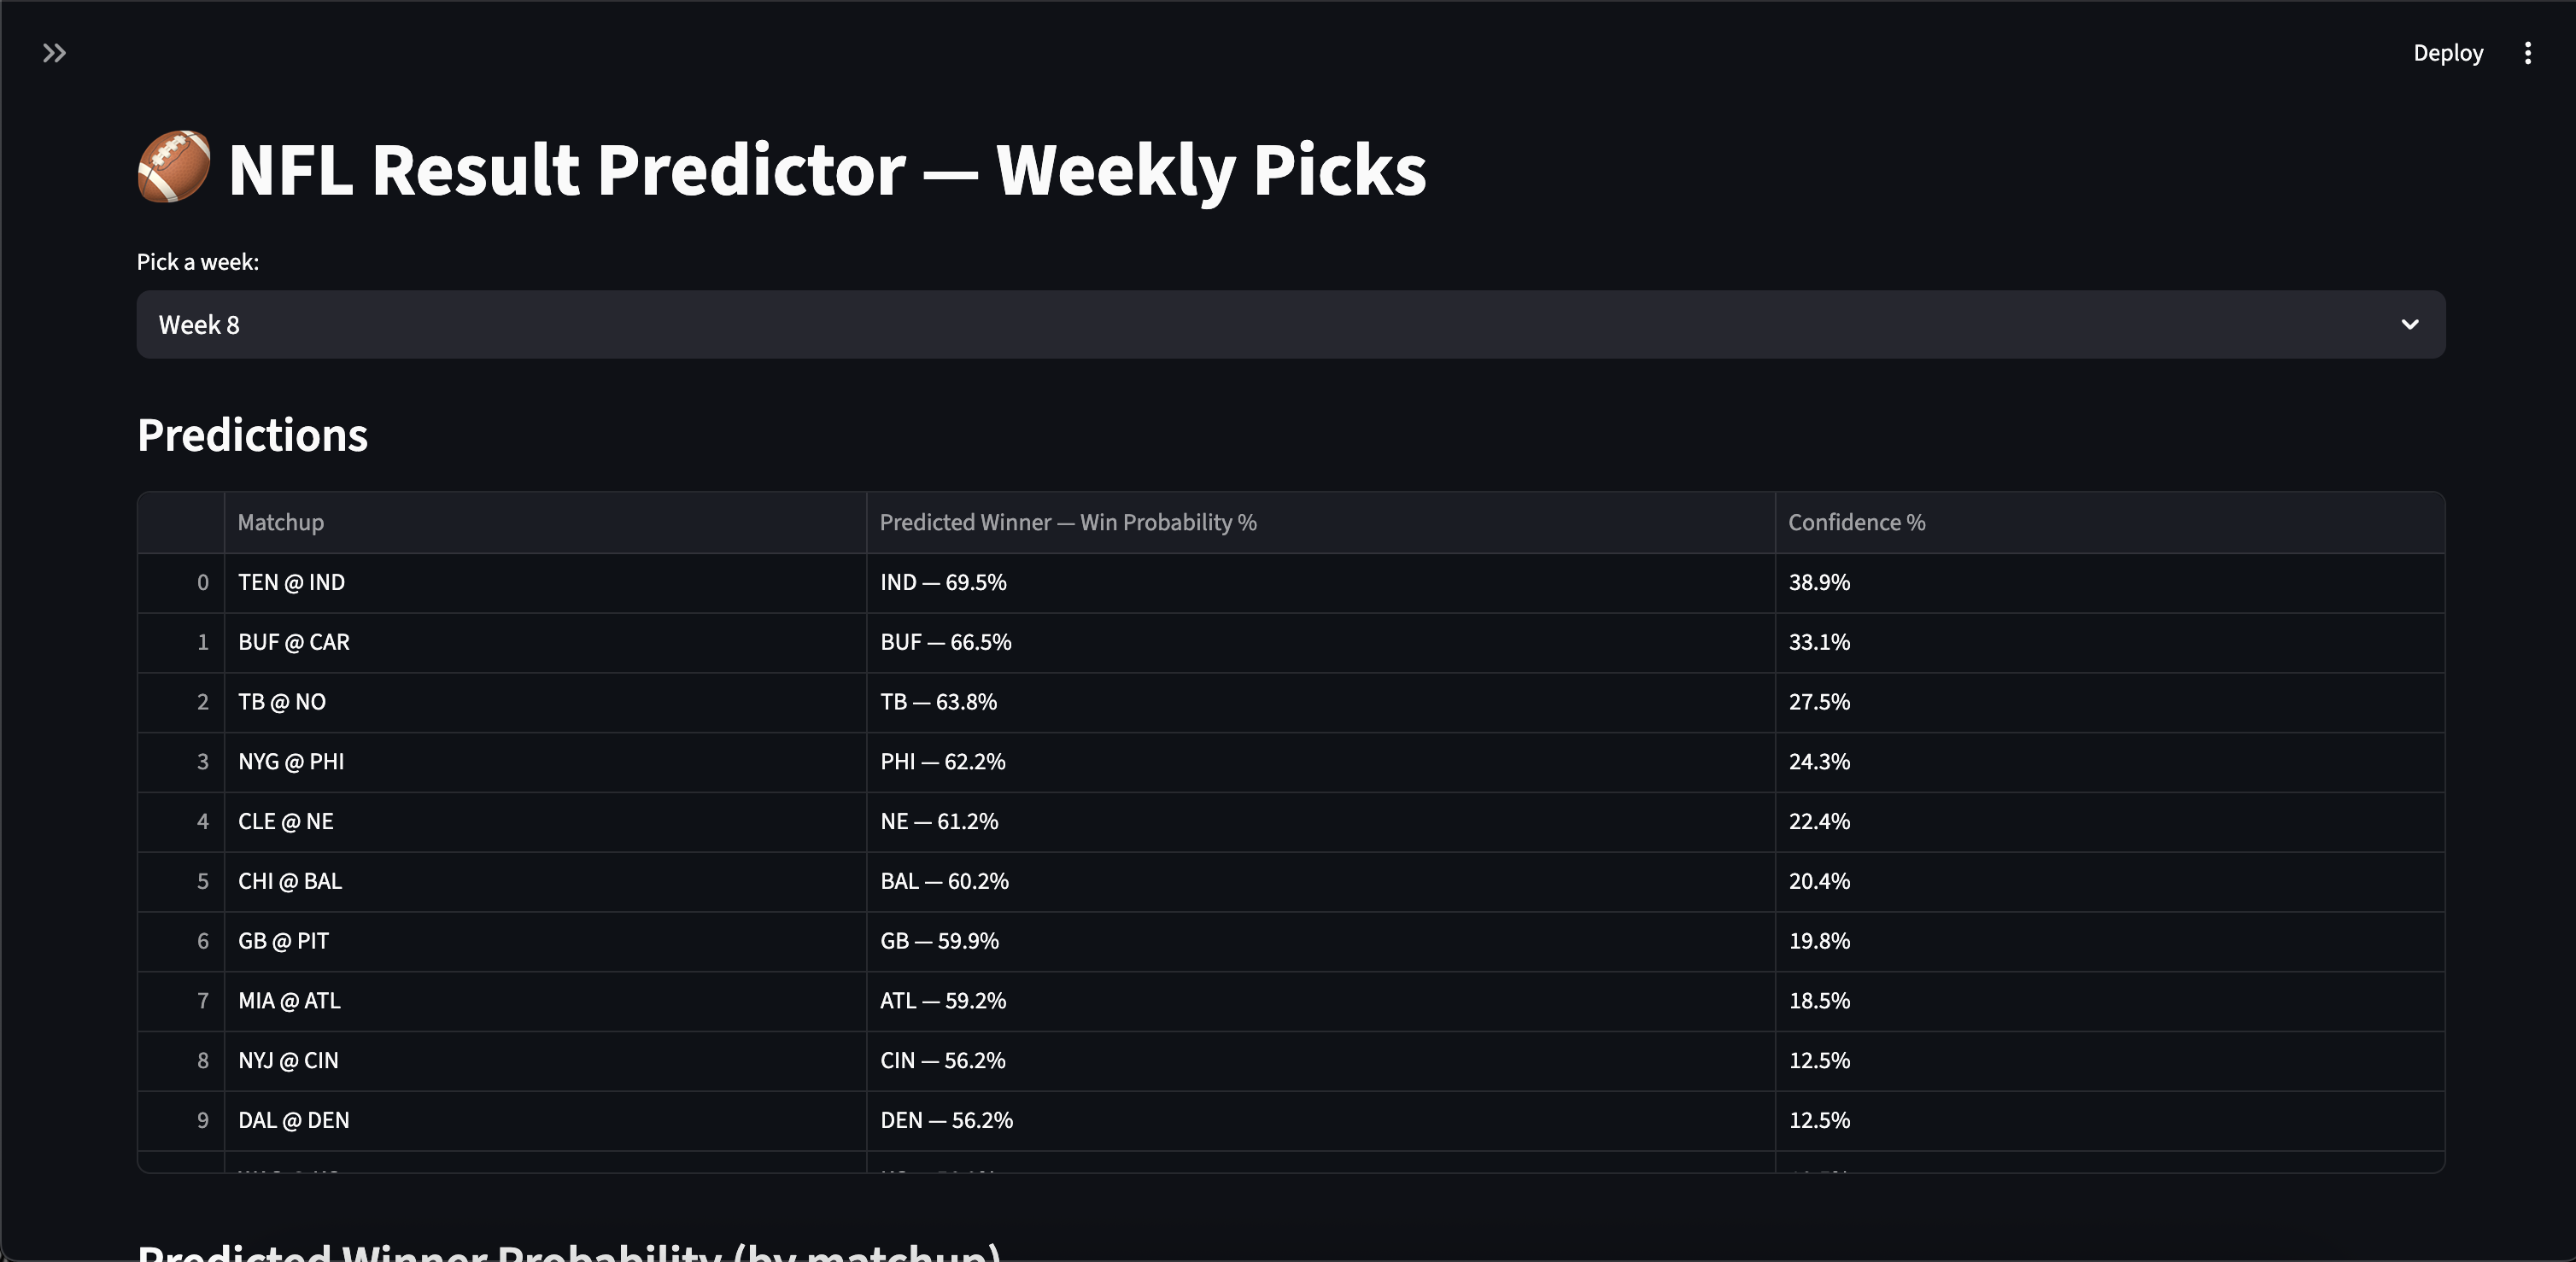 Deploy
🏈 NFL Result Predictor — Weekly Picks
Pick a week:
Week 8
Predictions
Matchup Predicted Winner — Win Probability % Confidence %
0 TEN @ IND IND — 69.5% 38.9%
1 BUF @ CAR BUF — 66.5% 33.1%
2 TB @ NO TB — 63.8% 27.5%
3 NYG @ PHI PHI — 62.2% 24.3%
4 CLE @ NE NE — 61.2% 22.4%
5 CHI @ BAL BAL — 60.2% 20.4%
6 GB @ PIT GB — 59.9% 19.8%
7 MIA @ ATL ATL — 59.2% 18.5%
8 NYJ @ CIN CIN — 56.2% 12.5%
9 DAL @ DEN DEN — 56.2% 12.5%
Predicted Winner Probability (by matchup)